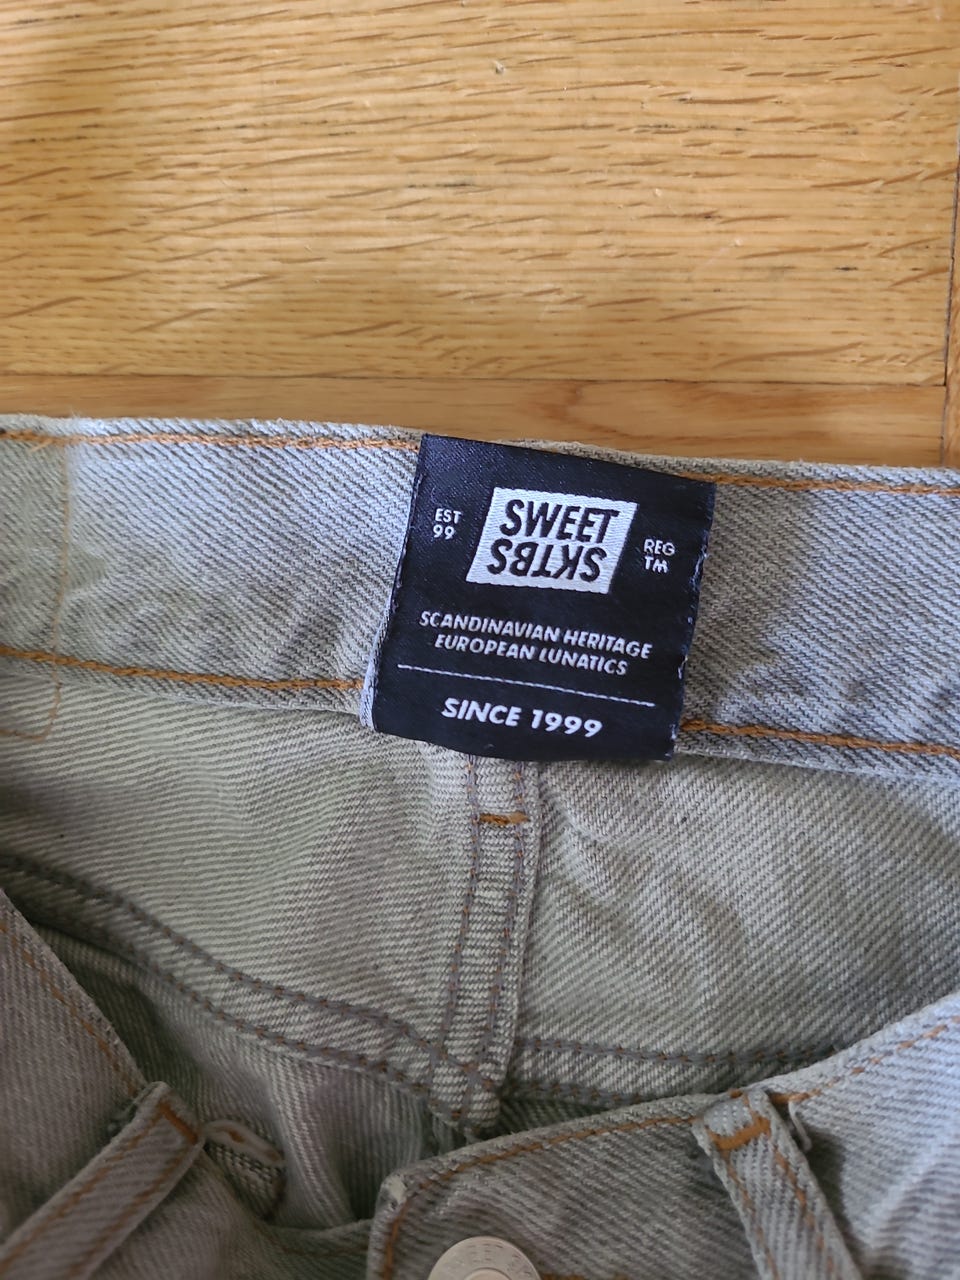 EST
99
SWEET
SKTBS
REG
TM
SCANDINAVIAN HERITAGE
EUROPEAN LUNATICS
SINCE 1999